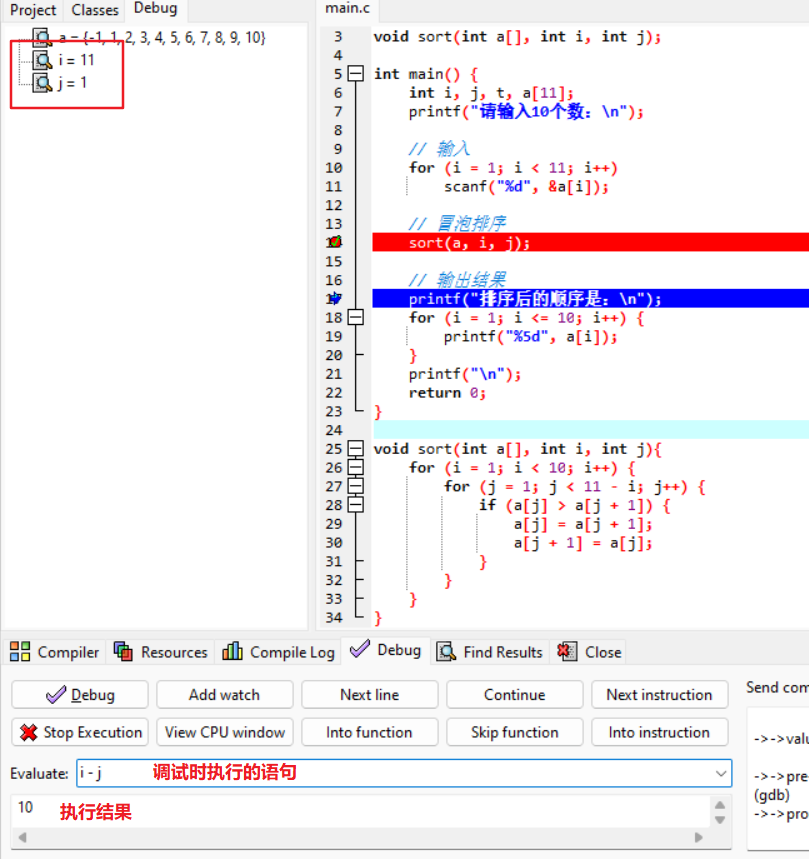 Project Classes Debug
a = {-1, 1, 2, 3, 4, 5, 6, 7, 8, 9, 10}
i = 11
j = 1
main.c
3 void sort(int a[], int i, int j);
4
5 int main() {
6 int i, j, t, a[11];
7 printf("请输入10个数：\n");
8
9 // 输入
10 for (i = 1; i < 11; i++)
11 scanf("%d", &a[i]);
12
13 // 冒泡排序
sort(a, i, j);
15
16 // 输出结果
printf("排序后的顺序是：\n");
18 for (i = 1; i <= 10; i++) {
19 printf("%5d", a[i]);
20 }
21 printf("\n");
22 return 0;
23 }
24
25 void sort(int a[], int i, int j){
26 for (i = 1; i < 10; i++) {
27 for (j = 1; j < 11 - i; j++) {
28 if (a[j] > a[j + 1]) {
29 a[j] = a[j + 1];
30 a[j + 1] = a[j];
31 }
32 }
33 }
34 }
Compiler Resources Compile Log Debug Find Results Close
Debug Add watch Next line Continue Next instruction Send com
Stop Execution View CPU window Into function Skip function Into instruction
->->valu
Evaluate: i - j 调试时执行的语句
->->pre
(gdb)
->->pro
10 执行结果